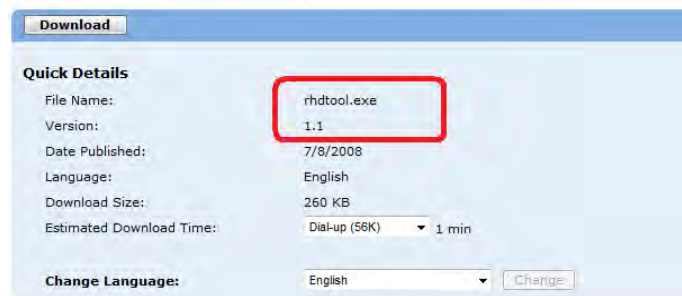 Download
Quick Details
File Name: rhdtool.exe
Version: 1.1
Date Published: 7/8/2008
Language: English
Download Size: 260 KB
Estimated Download Time: Dial-up (56K) 1 min
Change Language: English Change